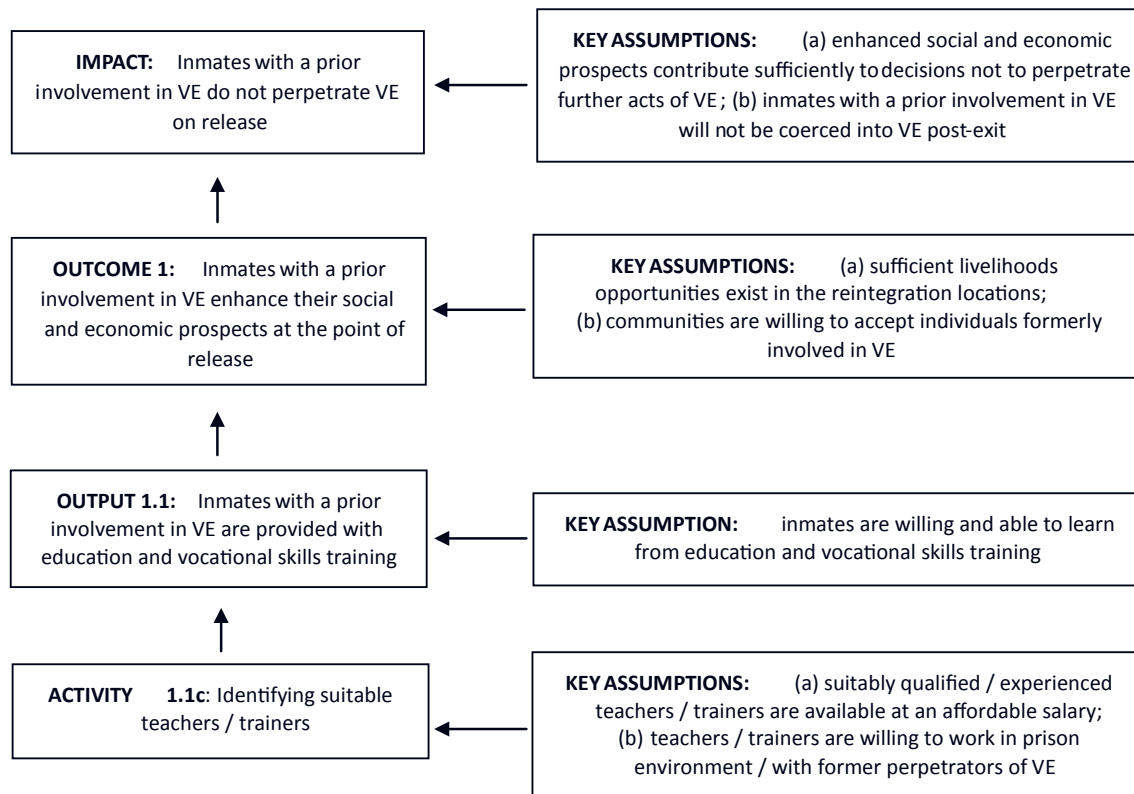 IMPACT: Inmates with a prior
involvement in VE do not perpetrate VE
on release
KEY ASSUMPTIONS: (a) enhanced social and economic
prospects contribute sufficiently to decisions not to perpetrate
further acts of VE; (b) inmates with a prior involvement in VE
will not be coerced into VE post-exit
OUTCOME 1: Inmates with a prior
involvement in VE enhance their social
and economic prospects at the point of
release
KEY ASSUMPTIONS: (a) sufficient livelihoods
opportunities exist in the reintegration locations;
(b) communities are willing to accept individuals formerly
involved in VE
OUTPUT 1.1: Inmates with a prior
involvement in VE are provided with
education and vocational skills training
KEY ASSUMPTION: inmates are willing and able to learn
from education and vocational skills training
ACTIVITY 1.1c: Identifying suitable
teachers / trainers
KEY ASSUMPTIONS: (a) suitably qualified / experienced
teachers / trainers are available at an affordable salary;
(b) teachers / trainers are willing to work in prison
environment / with former perpetrators of VE